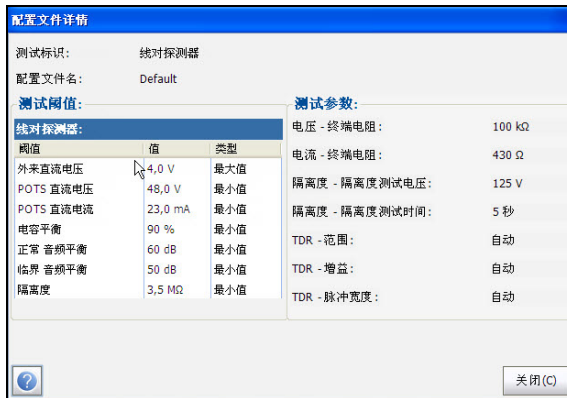 配置文件详情
测试标识： 线对探测器
配置文件名： Default
测试阈值：
线对探测器：
阈值 值 类型
外来直流电压 4,0 V 最大值
POTS 直流电压 48,0 V 最小值
POTS 直流电流 23,0 mA 最小值
电容平衡 90 % 最小值
正常 音频平衡 60 dB 最小值
临界 音频平衡 50 dB 最小值
隔离度 3,5 MΩ 最小值
测试参数：
电压 - 终端电阻： 100 kΩ
电流 - 终端电阻： 430 Ω
隔离度 - 隔离度测试电压： 125 V
隔离度 - 隔离度测试时间： 5 秒
TDR - 范围： 自动
TDR - 增益： 自动
TDR - 脉冲宽度： 自动
?
关闭(C)